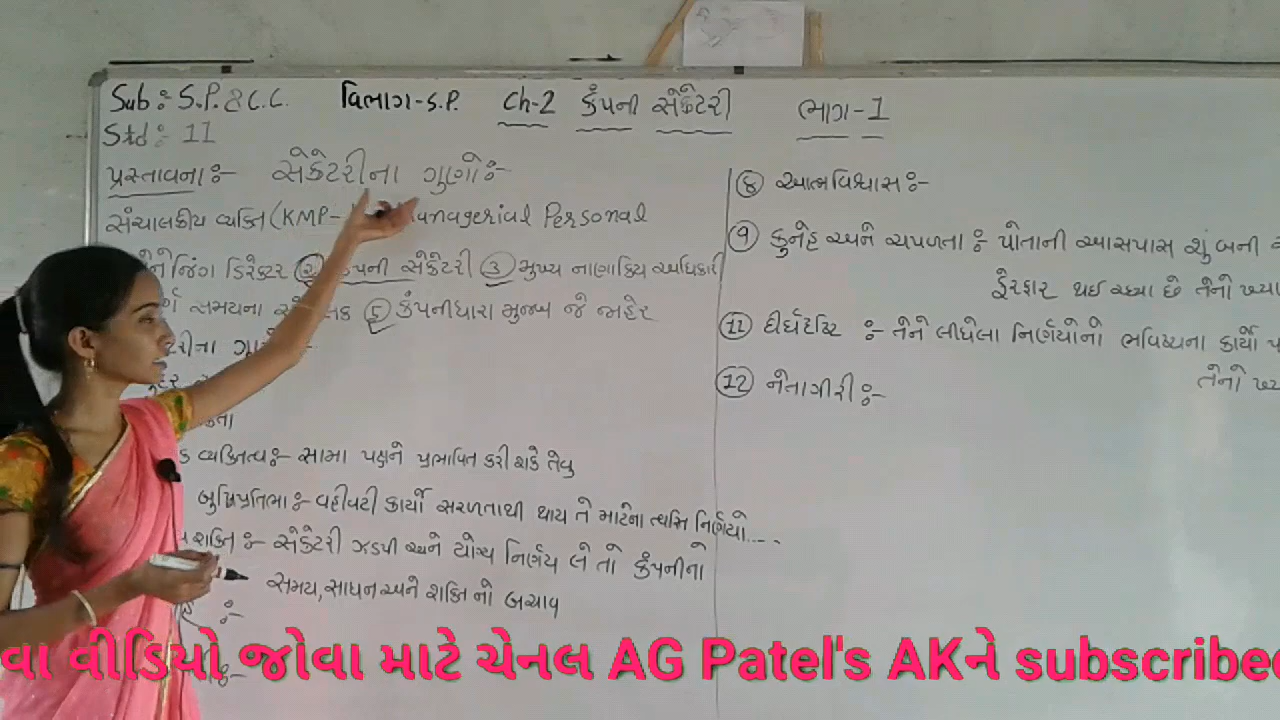 Sub: S.P. & C.C. વિભાગ-S.P. Ch-2 કંપની સેક્રેટરી ભાગ-1
Std:- 11
પ્રસ્તાવના:- સેક્રેટરીના ગુણો:-
સંચાલકીય વ્યક્તિ (KMP- Personal
જિંગ ડિરેક્ટર ② કંપની સેક્રેટરી ③ મુખ્ય નાણાકિય અધિકારી
સમયના ⑤ કંપનીધારા મુજબ જે જાહેર
વ્યક્તિત્વ:- સામા પક્ષને પ્રભાવિત કરી શકે તેવુ
બુધ્ધિપ્રતિભા:- વહીવટી કાર્યો સરળતાથી થાય તે માટેના ત્વરિત નિર્ણયો....
શક્તિ:- સેક્રેટરી ઝડપી અને યોગ્ય નિર્ણય લે તો કંપનીનો
સમય, સાધન અને શક્તિ નો બચાવ
⑧ આત્મવિશ્વાસ:-
⑨ કુનેહ અને ચપળતા:- પોતાની આસપાસ શું બની
ફેરફાર થઈ રહ્યા છે તેનો
⑪ દીર્ઘદ્રષ્ટિ:- તેને લીધેલા નિર્ણયોનો ભવિષ્યના કાર્યો
તેનો
⑫ નેતાગીરી:-
વા વીડિયો જોવા માટે ચેનલ AG Patel's AKને subscribe